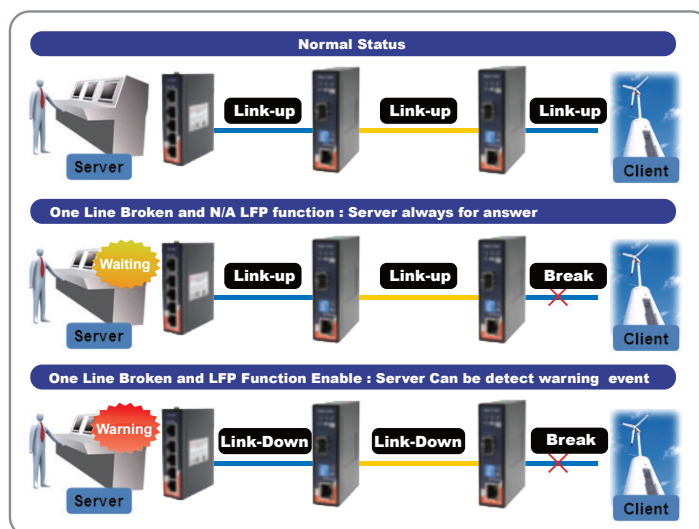 Normal Status
Link-up Link-up Link-up
Server Client
One Line Broken and N/A LFP function : Server always for answer
Waiting
Link-up Link-up Break
Server Client
One Line Broken and LFP Function Enable : Server Can be detect warning event
Warning
Link-Down Link-Down Break
Server Client